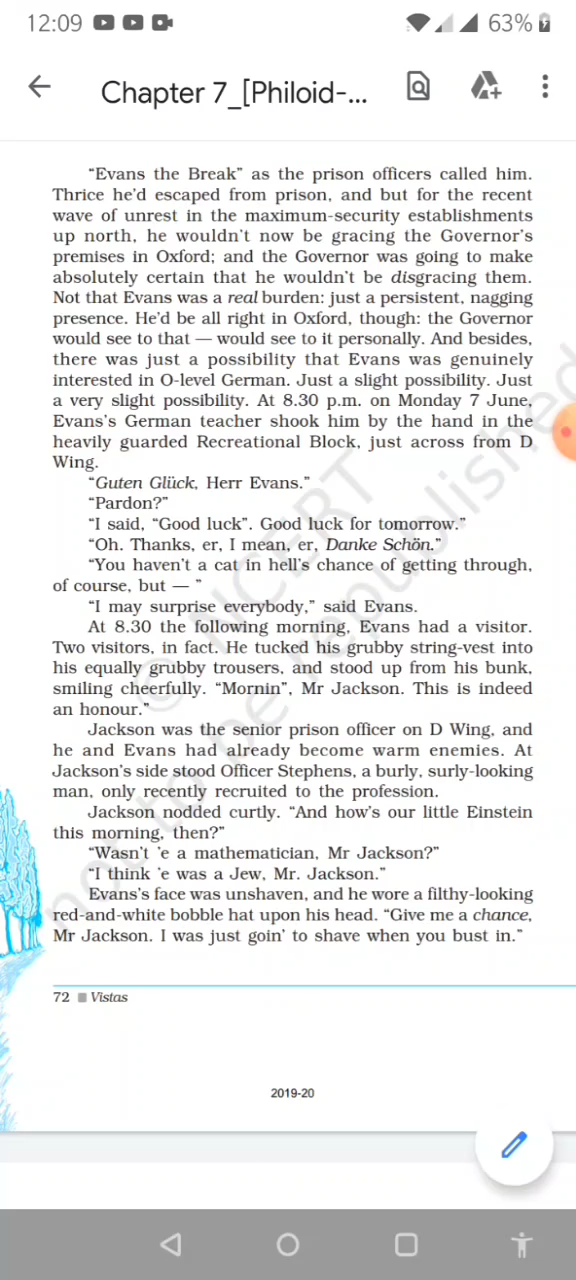 12:09
63%
Chapter 7_[Philoid-...
“Evans the Break” as the prison officers called him.
Thrice he’d escaped from prison, and but for the recent
wave of unrest in the maximum-security establishments
up north, he wouldn’t now be gracing the Governor’s
premises in Oxford; and the Governor was going to make
absolutely certain that he wouldn’t be disgracing them.
Not that Evans was a real burden: just a persistent, nagging
presence. He’d be all right in Oxford, though: the Governor
would see to that — would see to it personally. And besides,
there was just a possibility that Evans was genuinely
interested in O-level German. Just a slight possibility. Just
a very slight possibility. At 8.30 p.m. on Monday 7 June,
Evans’s German teacher shook him by the hand in the
heavily guarded Recreational Block, just across from D
Wing.
“Guten Glück, Herr Evans.”
“Pardon?”
“I said, “Good luck”. Good luck for tomorrow.”
“Oh. Thanks, er, I mean, er, Danke Schön.”
“You haven’t a cat in hell’s chance of getting through,
of course, but — ”
“I may surprise everybody,” said Evans.
At 8.30 the following morning, Evans had a visitor.
Two visitors, in fact. He tucked his grubby string-vest into
his equally grubby trousers, and stood up from his bunk,
smiling cheerfully. “Mornin”, Mr Jackson. This is indeed
an honour.”
Jackson was the senior prison officer on D Wing, and
he and Evans had already become warm enemies. At
Jackson’s side stood Officer Stephens, a burly, surly-looking
man, only recently recruited to the profession.
Jackson nodded curtly. “And how’s our little Einstein
this morning, then?”
“Wasn’t ’e a mathematician, Mr Jackson?”
“I think ’e was a Jew, Mr. Jackson.”
Evans’s face was unshaven, and he wore a filthy-looking
red-and-white bobble hat upon his head. “Give me a chance,
Mr Jackson. I was just goin’ to shave when you bust in.”
72 ■ Vistas
2019-20
© NCERT
not to be republished